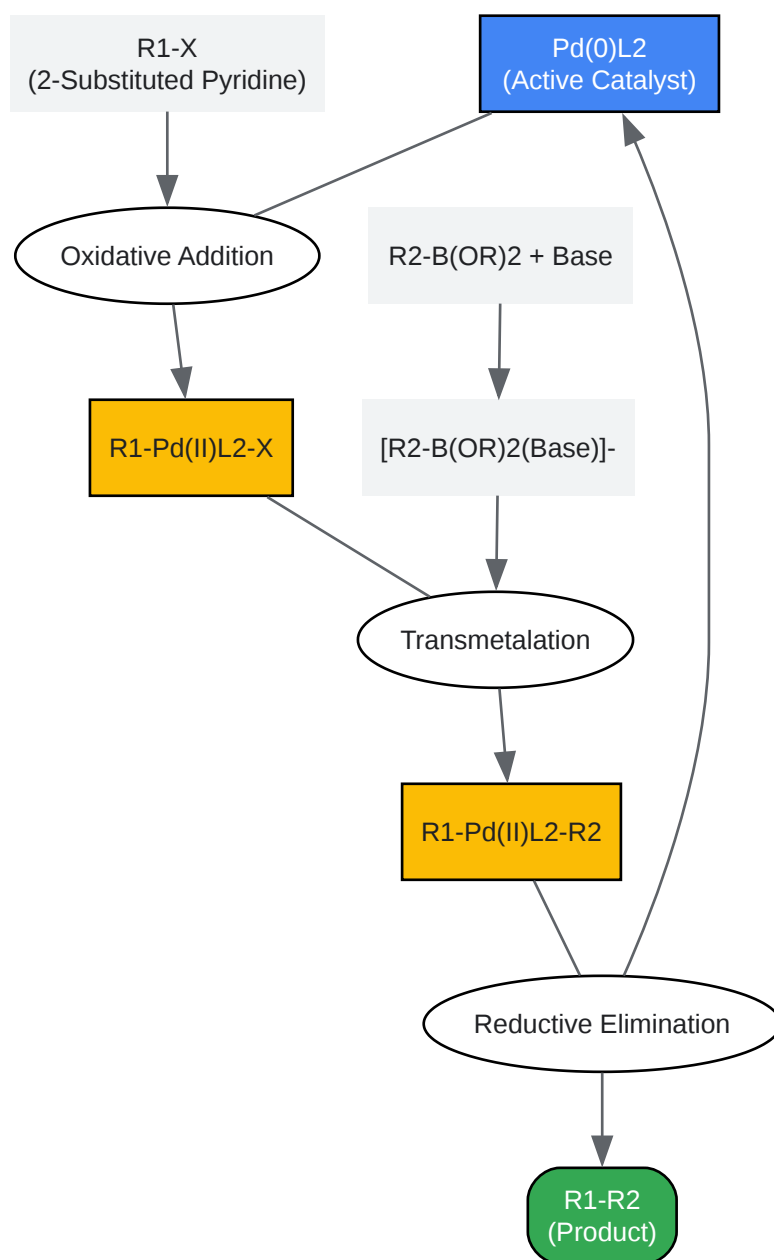 R1-X
(2-Substituted Pyridine)
Pd(0)L2
(Active Catalyst)
Oxidative Addition
R2-B(OR)2 + Base
R1-Pd(II)L2-X
[R2-B(OR)2(Base)]-
Transmetalation
R1-Pd(II)L2-R2
Reductive Elimination
R1-R2
(Product)